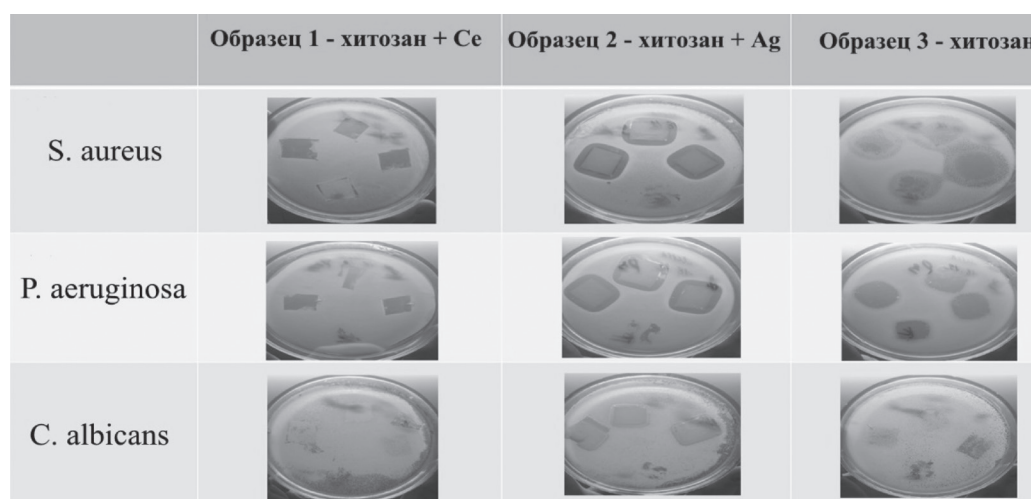 Образец 1 - хитозан + Ce
Образец 2 - хитозан + Ag
Образец 3 - хитозан
S. aureus
P. aeruginosa
C. albicans